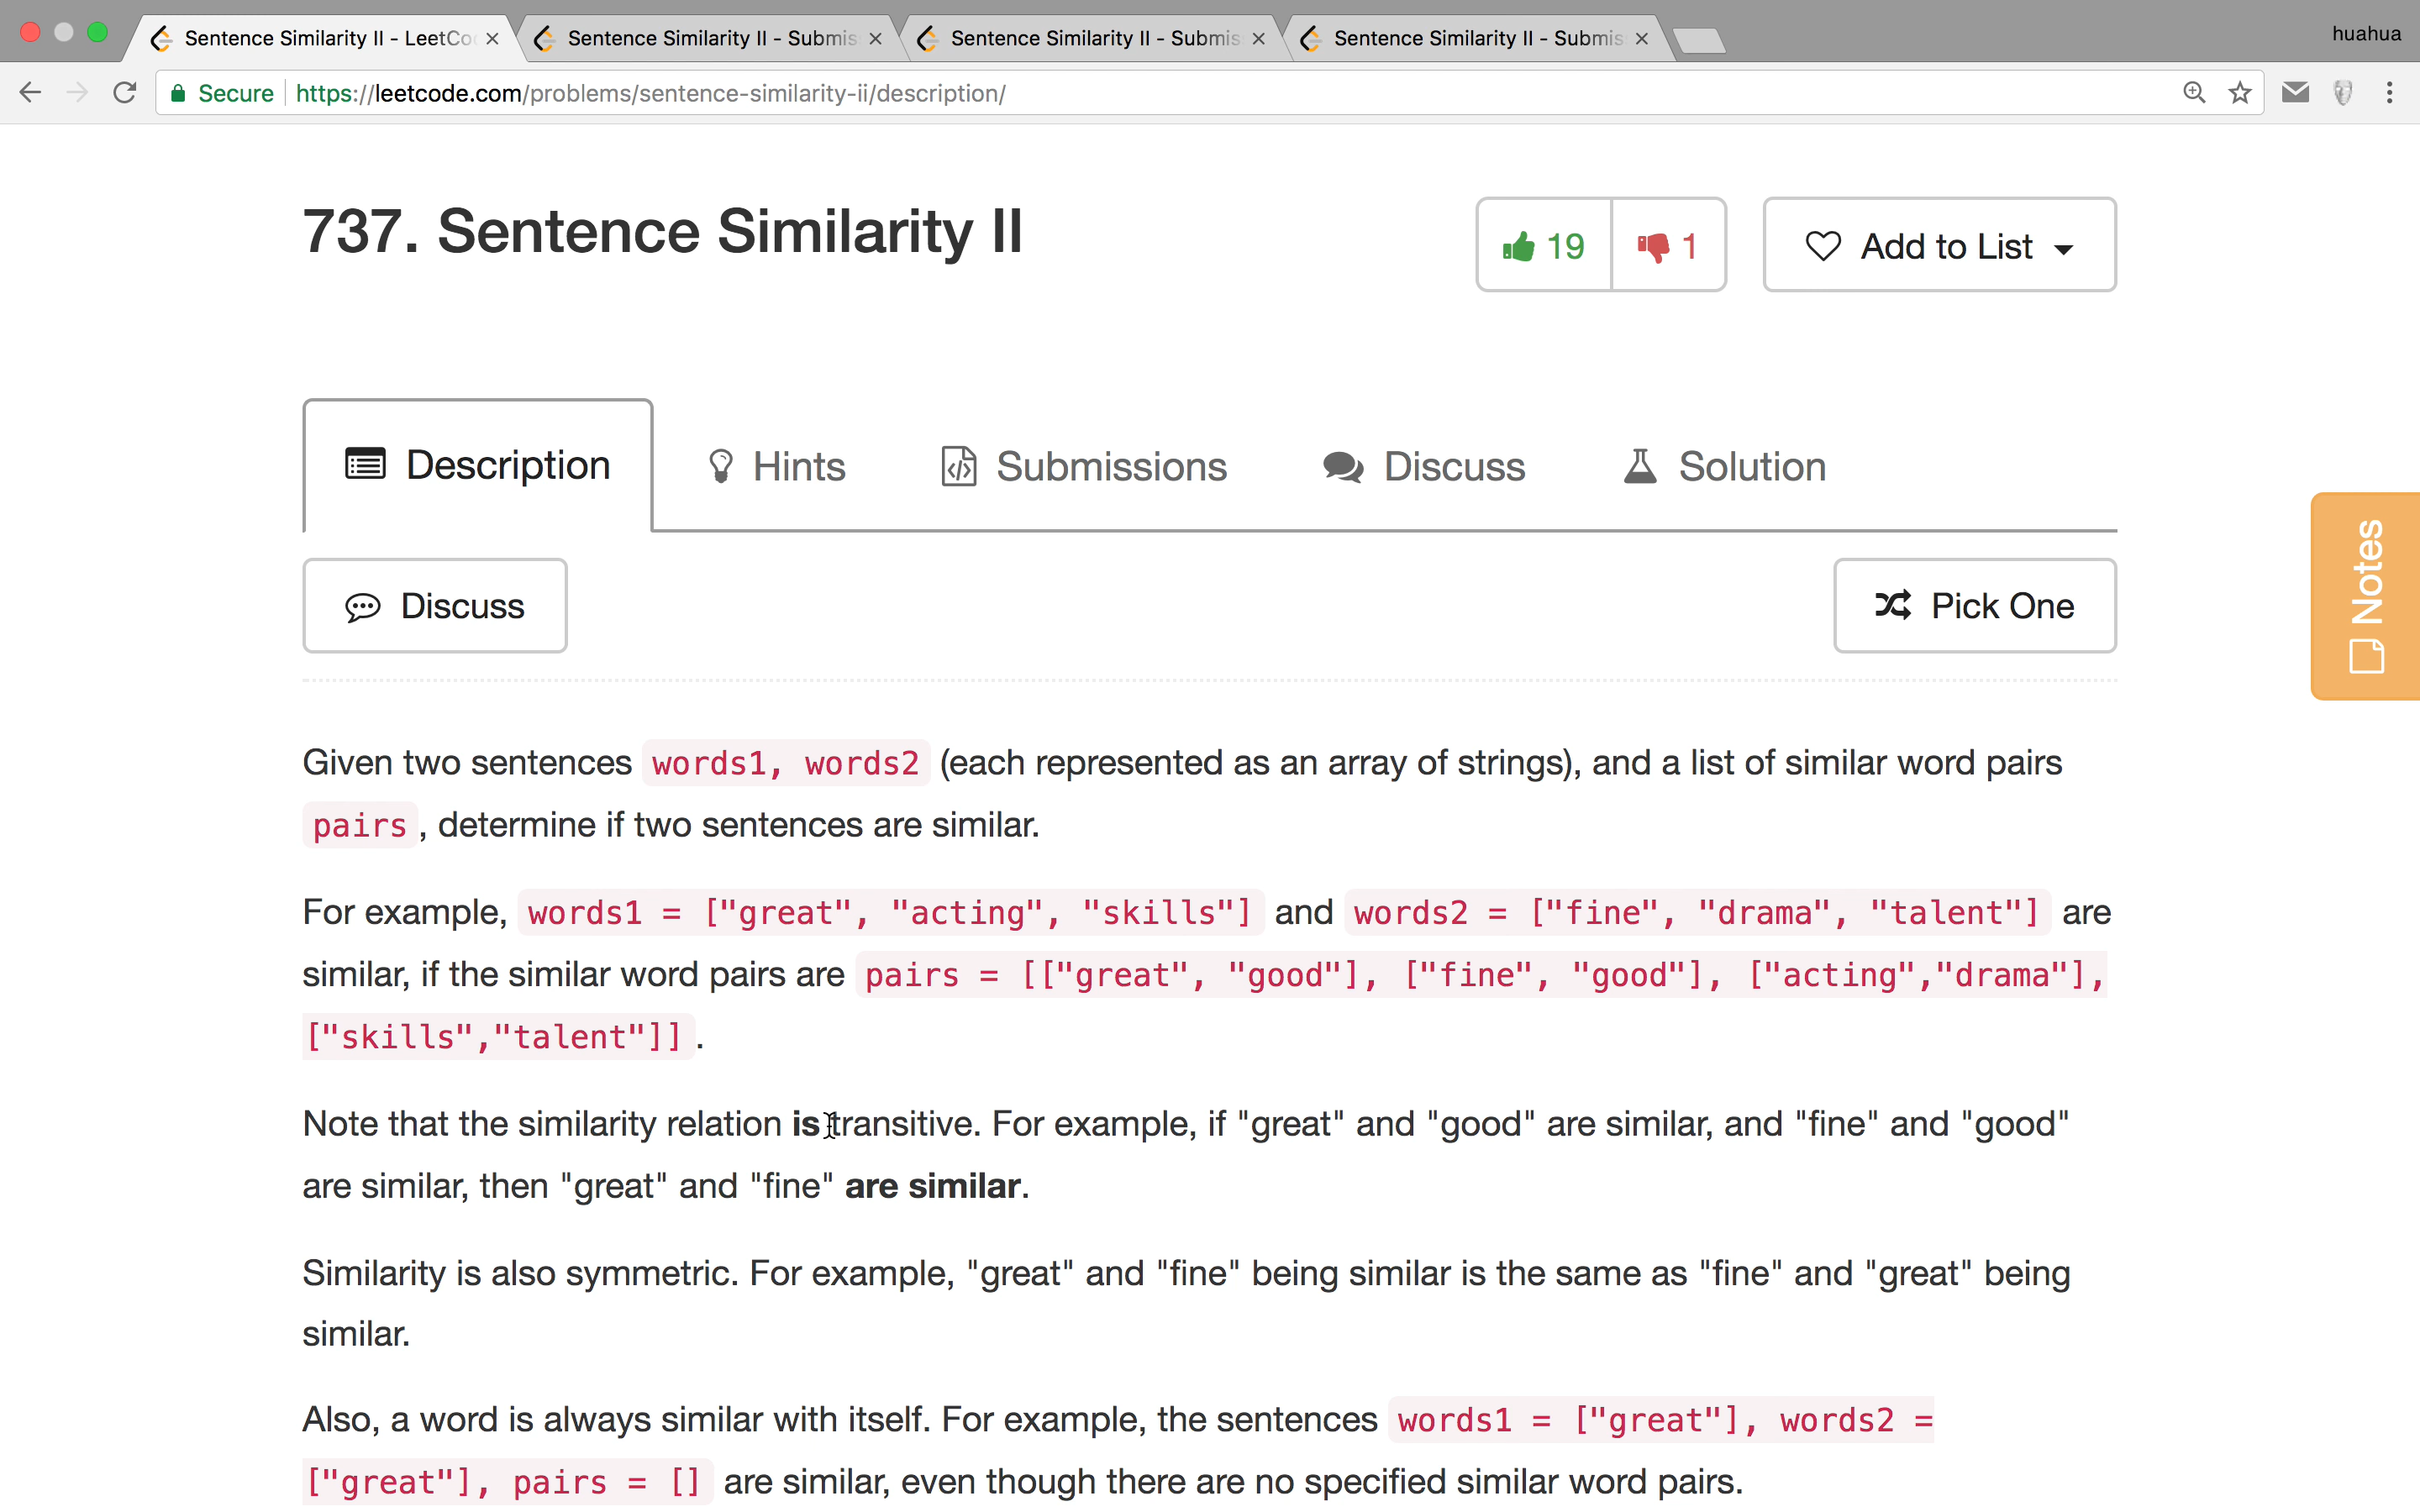 Sentence Similarity II - LeetCo
Sentence Similarity II - Submis
Sentence Similarity II - Submis
Sentence Similarity II - Submis
huahua
Secure
https://leetcode.com/problems/sentence-similarity-ii/description/
737. Sentence Similarity II
19
1
Add to List
Description
Hints
Submissions
Discuss
Solution
Notes
Discuss
Pick One
Given two sentences words1, words2 (each represented as an array of strings), and a list of similar word pairs
pairs , determine if two sentences are similar.
For example, words1 = ["great", "acting", "skills"] and words2 = ["fine", "drama", "talent"] are
similar, if the similar word pairs are pairs = [["great", "good"], ["fine", "good"], ["acting","drama"],
["skills","talent"]] .
Note that the similarity relation is transitive. For example, if "great" and "good" are similar, and "fine" and "good"
are similar, then "great" and "fine" are similar.
Similarity is also symmetric. For example, "great" and "fine" being similar is the same as "fine" and "great" being
similar.
Also, a word is always similar with itself. For example, the sentences words1 = ["great"], words2 =
["great"], pairs = [] are similar, even though there are no specified similar word pairs.